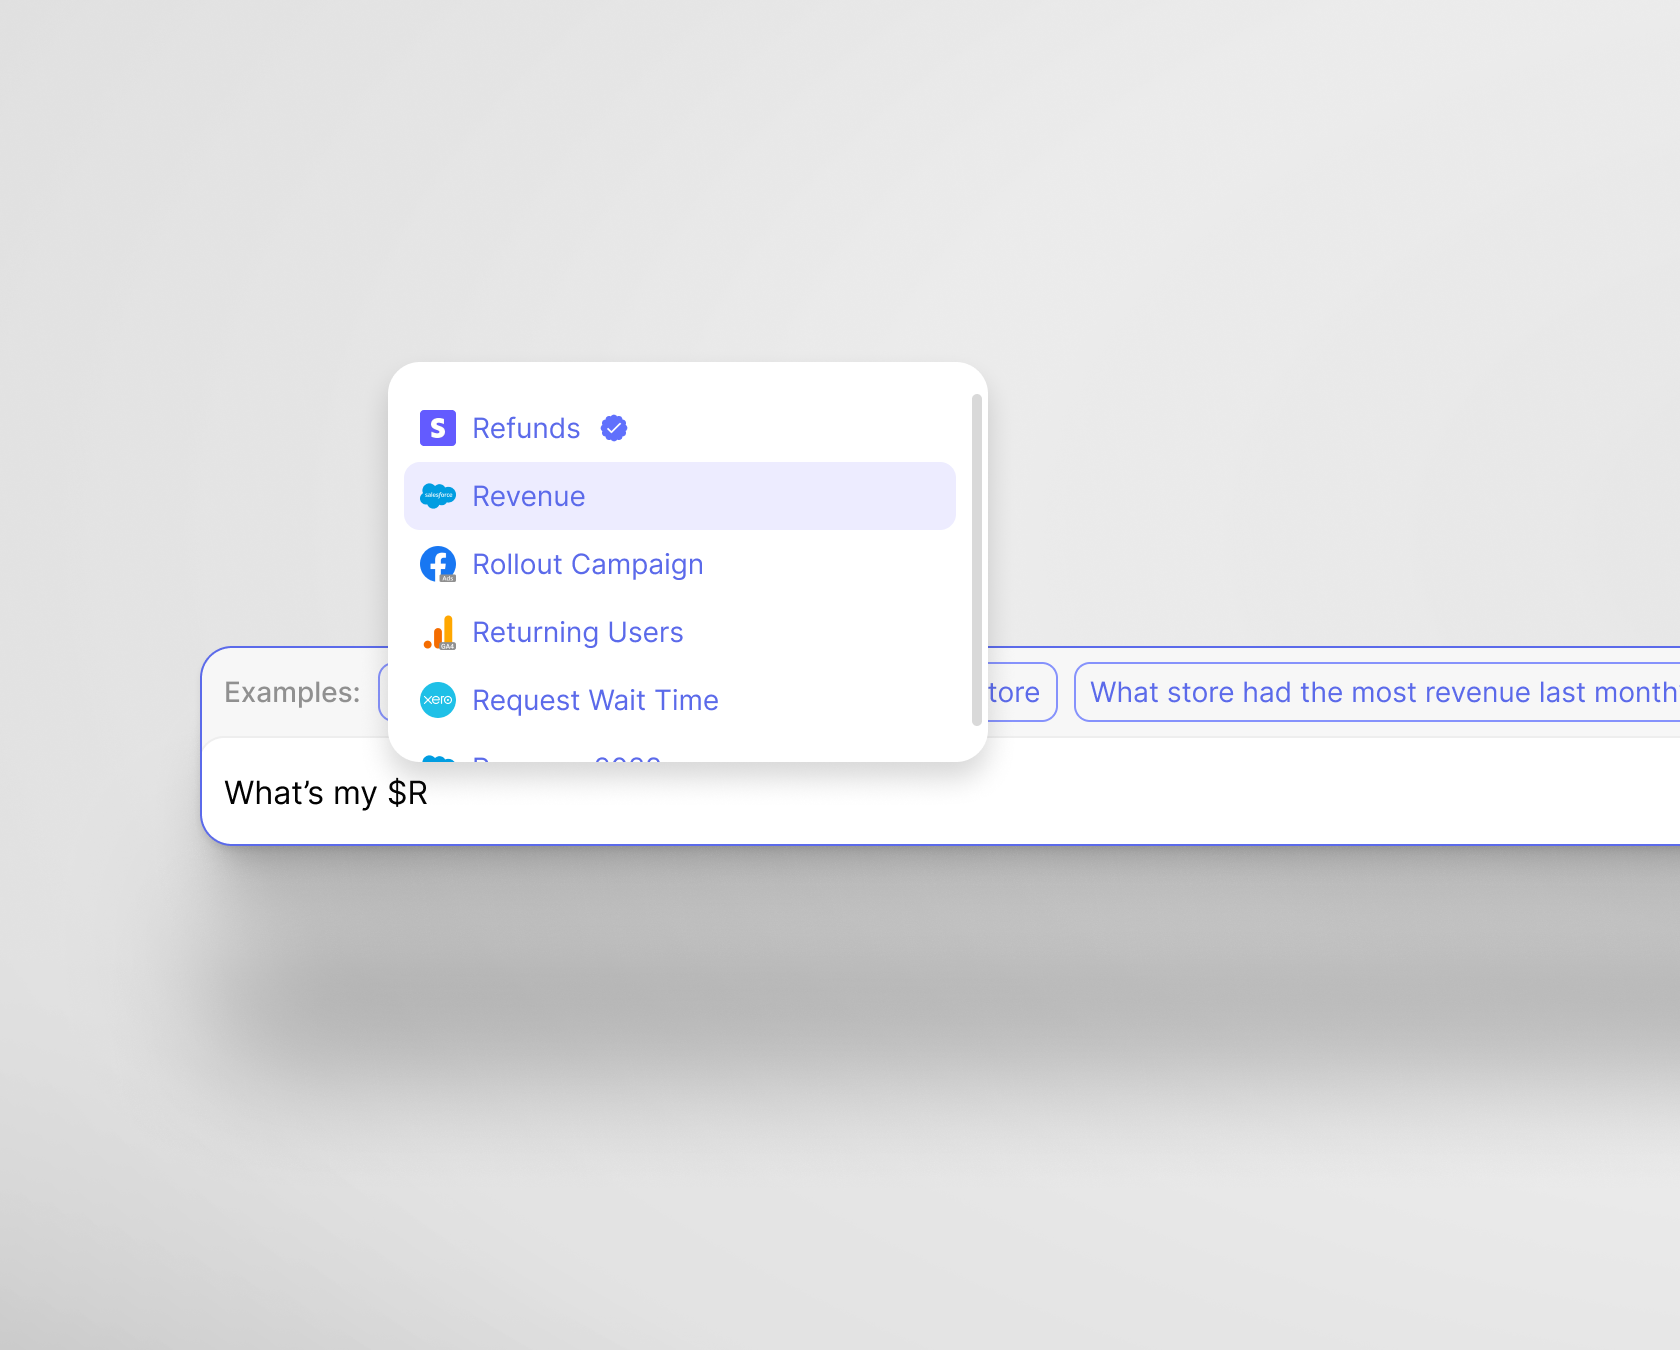 S
Refunds
salesforce
Revenue
Ads
Rollout Campaign
GA4
Returning Users
xero
Request Wait Time
Examples:
tore
What store had the most revenue last month
What's my $R